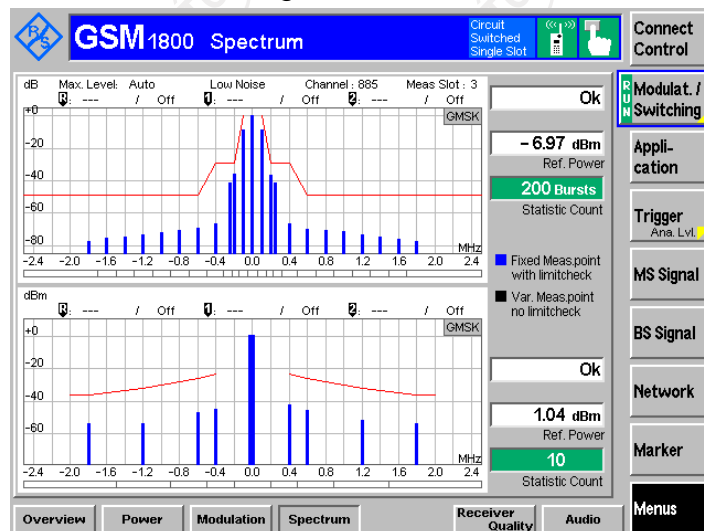 R&S
GSM 1800 Spectrum
Circuit
Switched
Single Slot
Connect
Control
dB Max. Level: Auto Low Noise Channel : 885 Meas Slot : 3
R: --- / Off 1: --- / Off 2: --- / Off
GMSK
+0
-20
-40
-60
-80
MHz
-2.4 -2.0 -1.6 -1.2 -0.8 -0.4 0.0 0.4 0.8 1.2 1.6 2.0 2.4
Ok
- 6.97 dBm
Ref. Power
200 Bursts
Statistic Count
Fixed Meas.point
with limitcheck
Var. Meas.point
no limitcheck
dBm
R: --- / Off 1: --- / Off 2: --- / Off
GMSK
+0
-20
-40
-60
MHz
-2.4 -2.0 -1.6 -1.2 -0.8 -0.4 0.0 0.4 0.8 1.2 1.6 2.0 2.4
Ok
1.04 dBm
Ref. Power
10
Statistic Count
RUN
Modulat. /
Switching
Appli-
cation
Trigger
Ana. Lvl.
MS Signal
BS Signal
Network
Marker
Menus
Overview Power Modulation Spectrum Receiver
Quality Audio